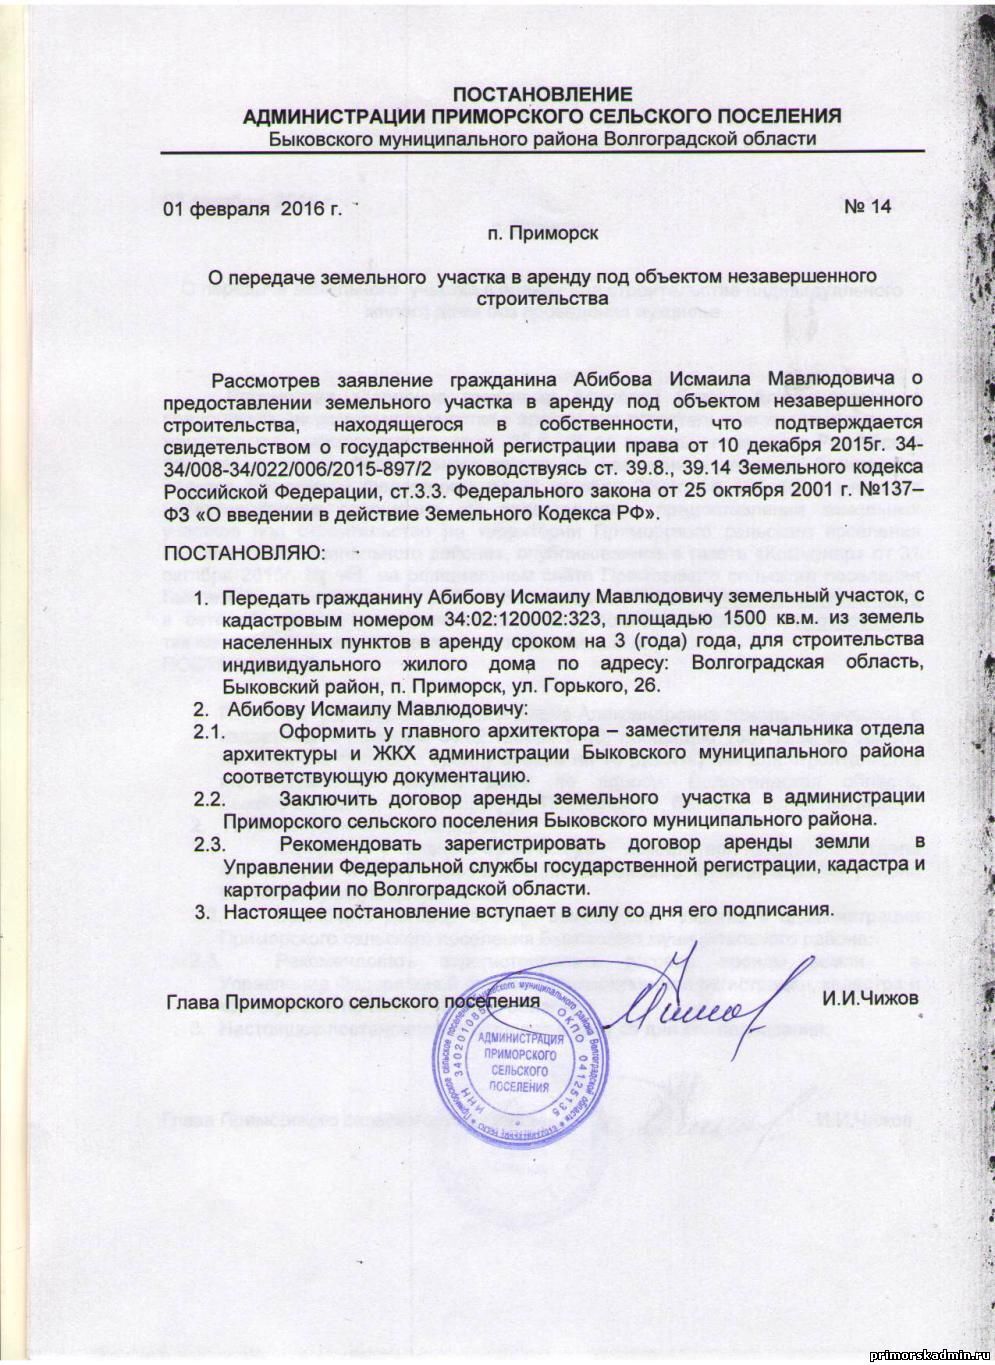 ПОСТАНОВЛЕНИЕ
АДМИНИСТРАЦИИ ПРИМОРСКОГО СЕЛЬСКОГО ПОСЕЛЕНИЯ
Быковского муниципального района Волгоградской области
01 февраля 2016 г. № 14
п. Приморск
О передаче земельного участка в аренду под объектом незавершенного
строительства
Рассмотрев заявление гражданина Абибова Исмаила Мавлюдовича о
предоставлении земельного участка в аренду под объектом незавершенного
строительства, находящегося в собственности, что подтверждается
свидетельством о государственной регистрации права от 10 декабря 2015г. 34-
34/008-34/022/006/2015-897/2 руководствуясь ст. 39.8., 39.14 Земельного кодекса
Российской Федерации, ст.3.3. Федерального закона от 25 октября 2001 г. №137–
ФЗ «О введении в действие Земельного Кодекса РФ».
ПОСТАНОВЛЯЮ:
1. Передать гражданину Абибову Исмаилу Мавлюдовичу земельный участок, с
кадастровым номером 34:02:120002:323, площадью 1500 кв.м. из земель
населенных пунктов в аренду сроком на 3 (года) года, для строительства
индивидуального жилого дома по адресу: Волгоградская область,
Быковский район, п. Приморск, ул. Горького, 26.
2. Абибову Исмаилу Мавлюдовичу:
2.1. Оформить у главного архитектора – заместителя начальника отдела
архитектуры и ЖКХ администрации Быковского муниципального района
соответствующую документацию.
2.2. Заключить договор аренды земельного участка в администрации
Приморского сельского поселения Быковского муниципального района.
2.3. Рекомендовать зарегистрировать договор аренды земли в
Управлении Федеральной службы государственной регистрации, кадастра и
картографии по Волгоградской области.
3. Настоящее постановление вступает в силу со дня его подписания.
Глава Приморского сельского поселения И.И.Чижов
АДМИНИСТРАЦИЯ
ПРИМОРСКОГО
СЕЛЬСКОГО
ПОСЕЛЕНИЯ
ОКПО 04125135
primorskadmin.ru